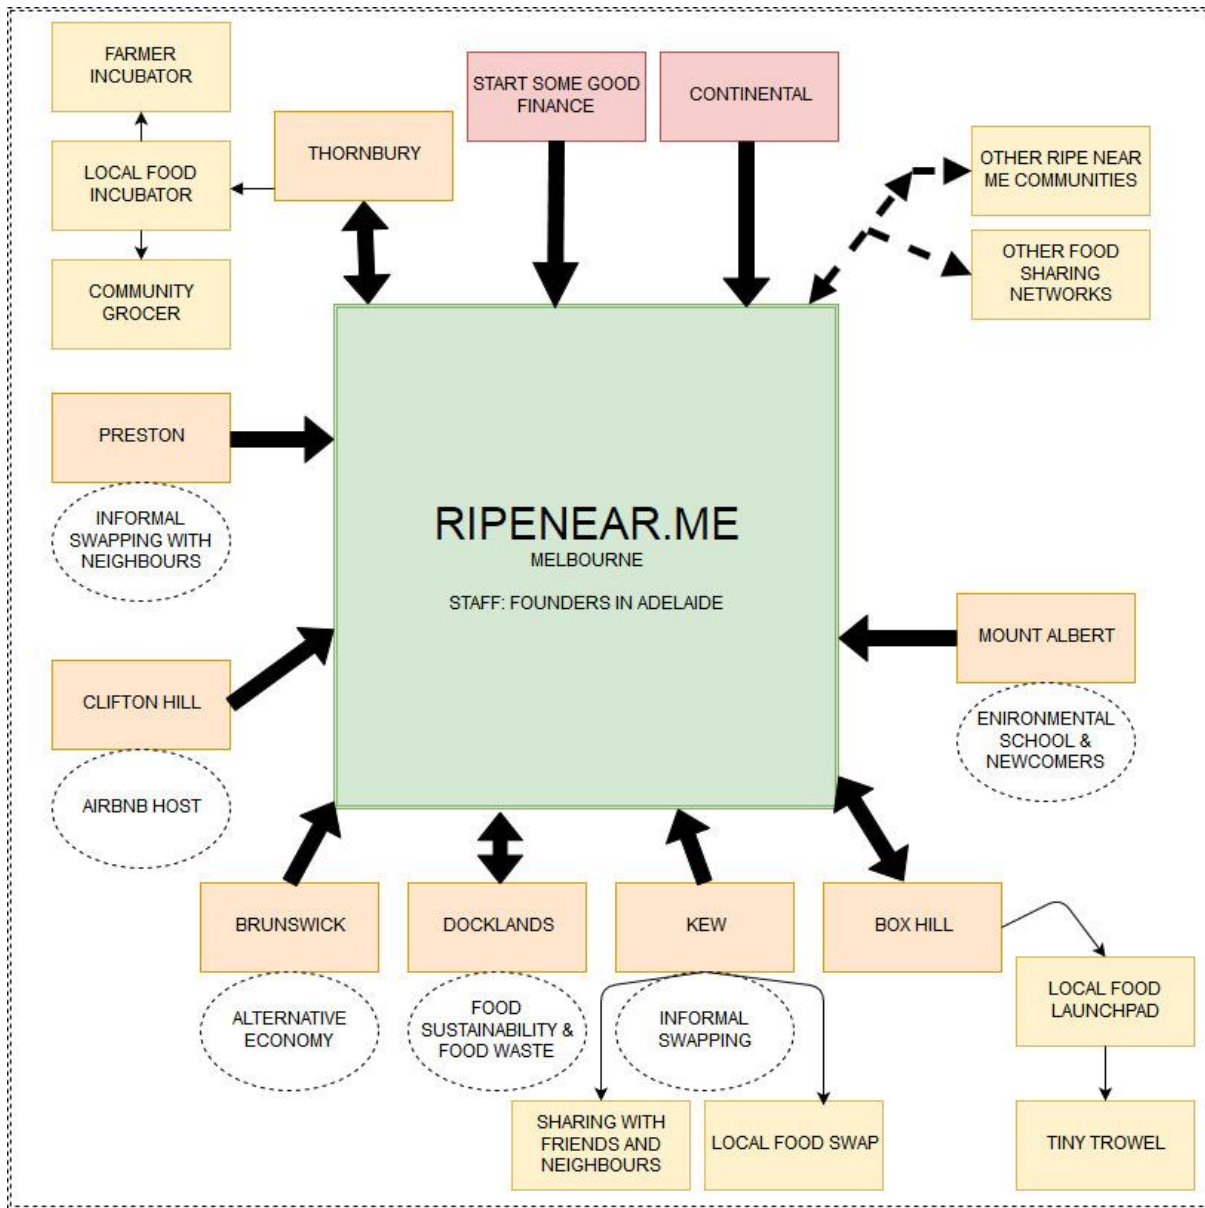 FARMER
INCUBATOR
START SOME GOOD
FINANCE
CONTINENTAL
THORNBURY
LOCAL FOOD
INCUBATOR
OTHER RIPE NEAR
ME COMMUNITIES
COMMUNITY
GROCER
OTHER FOOD
SHARING
NETWORKS
PRESTON
INFORMAL
SWAPPING WITH
NEIGHBOURS
RIPENEAR.ME
MELBOURNE
STAFF: FOUNDERS IN ADELAIDE
MOUNT ALBERT
ENIRONMENTAL
SCHOOL &
NEWCOMERS
CLIFTON HILL
AIRBNB HOST
BRUNSWICK
ALTERNATIVE
ECONOMY
DOCKLANDS
FOOD
SUSTAINABILITY &
FOOD WASTE
KEW
INFORMAL
SWAPPING
BOX HILL
LOCAL FOOD
LAUNCHPAD
SHARING WITH
FRIENDS AND
NEIGHBOURS
LOCAL FOOD SWAP
TINY TROWEL